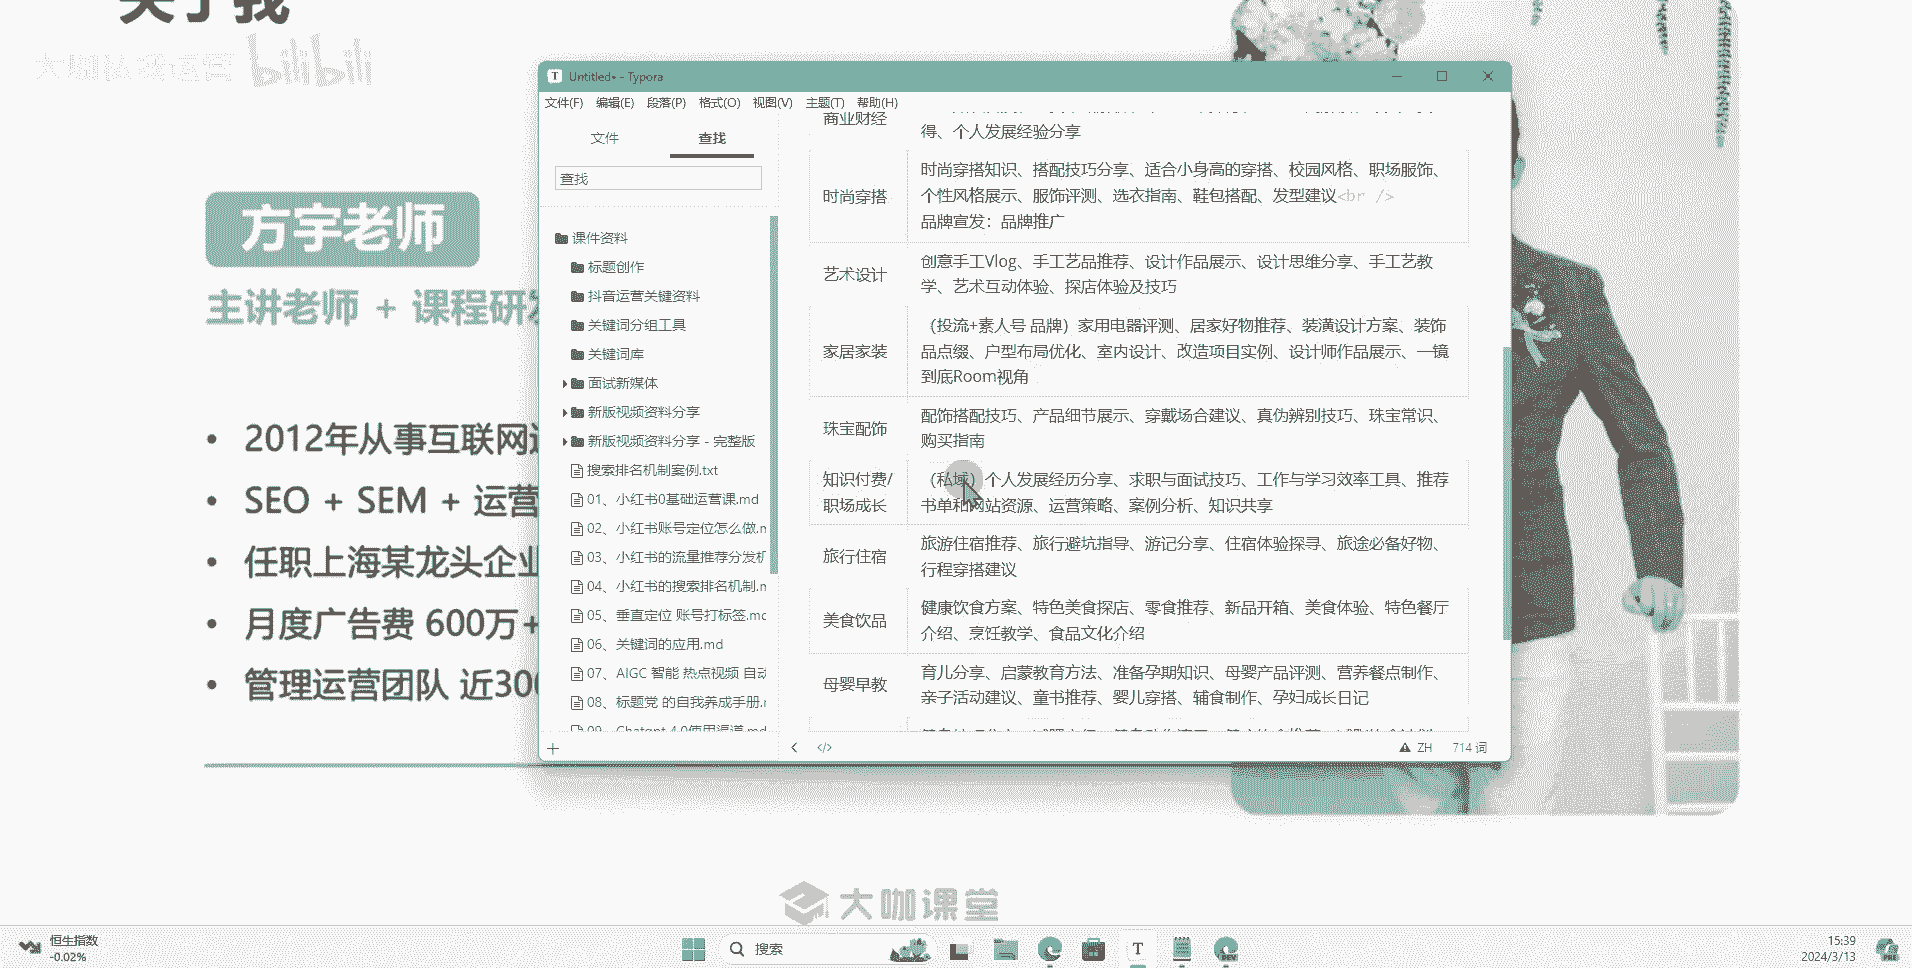 关于我
bilibili
方宇老师
主讲老师 + 课程研发
2012年从事互联网
SEO + SEM + 运营
任职上海某龙头企业
月度广告费 600万+
管理运营团队 近300
Untitled• - Typora
文件(F) 编辑(E) 段落(P) 格式(O) 视图(V) 主题(T) 帮助(H)
文件 查找
查找
课件资料
标题创作
抖音运营关键资料
关键词分组工具
关键词库
面试新媒体
新版视频资料分享
新版视频资料分享 - 完整版
搜索排名机制案例.txt
01、小红书0基础运营课.md
02、小红书账号定位怎么做.m
03、小红书的流量推荐分发机
04、小红书的搜索排名机制.m
05、垂直定位 账号打标签.md
06、关键词的应用.md
07、AIGC 智能 热点视频 自动
08、标题党 的自我养成手册.m
09、Chatgpt 4.0使用渠道.md
商业财经
得、个人发展经验分享
时尚穿搭
时尚穿搭知识、搭配技巧分享、适合小身高的穿搭、校园风格、职场服饰、
个性风格展示、服饰评测、选衣指南、鞋包搭配、发型建议<br />
品牌宣发：品牌推广
艺术设计
创意手工Vlog、手工艺品推荐、设计作品展示、设计思维分享、手工艺教
学、艺术互动体验、探店体验及技巧
家居家装
（投流+素人号 品牌）家用电器评测、居家好物推荐、装潢设计方案、装饰
品点缀、户型布局优化、室内设计、改造项目实例、设计师作品展示、一镜
到底Room视角
珠宝配饰
配饰搭配技巧、产品细节展示、穿戴场合建议、真伪辨别技巧、珠宝常识、
购买指南
知识付费/
职场成长
（私域）个人发展经历分享、求职与面试技巧、工作与学习效率工具、推荐
书单和网站资源、运营策略、案例分析、知识共享
旅行住宿
旅游住宿推荐、旅行避坑指导、游记分享、住宿体验探寻、旅途必备好物、
行程穿搭建议
美食饮品
健康饮食方案、特色美食探店、零食推荐、新品开箱、美食体验、特色餐厅
介绍、烹饪教学、食品文化介绍
母婴早教
育儿分享、启蒙教育方法、准备孕期知识、母婴产品评测、营养餐点制作、
亲子活动建议、童书推荐、婴儿穿搭、辅食制作、孕妇成长日记
</> ZH 714 词
大咖课堂
恒生指数
-0.02%
搜索
T
DEV
15:39
2024/3/13
PRE